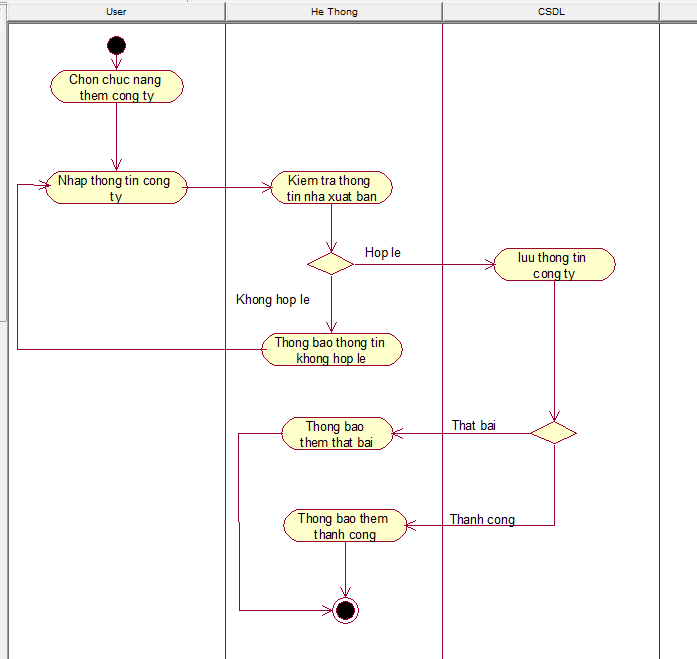 User
He Thong
CSDL
Chon chuc nang
them cong ty
Nhap thong tin cong
ty
Kiem tra thong
tin nha xuat ban
Hop le
luu thong tin
cong ty
Khong hop le
Thong bao thong tin
khong hop le
Thong bao
them that bai
That bai
Thong bao them
thanh cong
Thanh cong